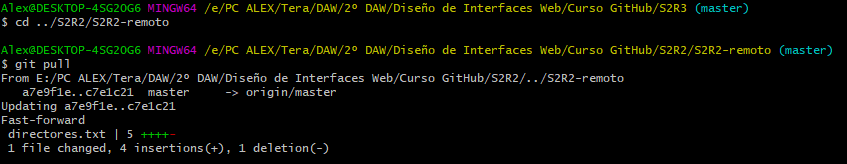 Alex@DESKTOP-4SG2OG6 MINGW64 /e/PC ALEX/Tera/DAW/2º DAW/Diseño de Interfaces Web/Curso GitHub/S2R3 (master)
$ cd ../S2R2/S2R2-remoto
Alex@DESKTOP-4SG2OG6 MINGW64 /e/PC ALEX/Tera/DAW/2º DAW/Diseño de Interfaces Web/Curso GitHub/S2R2/S2R2-remoto (master)
$ git pull
From E:/PC ALEX/Tera/DAW/2º DAW/Diseño de Interfaces Web/Curso GitHub/S2R2/../S2R2-remoto
   a7e9f1e..c7e1c21  master     -> origin/master
Updating a7e9f1e..c7e1c21
Fast-forward
 directores.txt | 5 ++++-
 1 file changed, 4 insertions(+), 1 deletion(-)